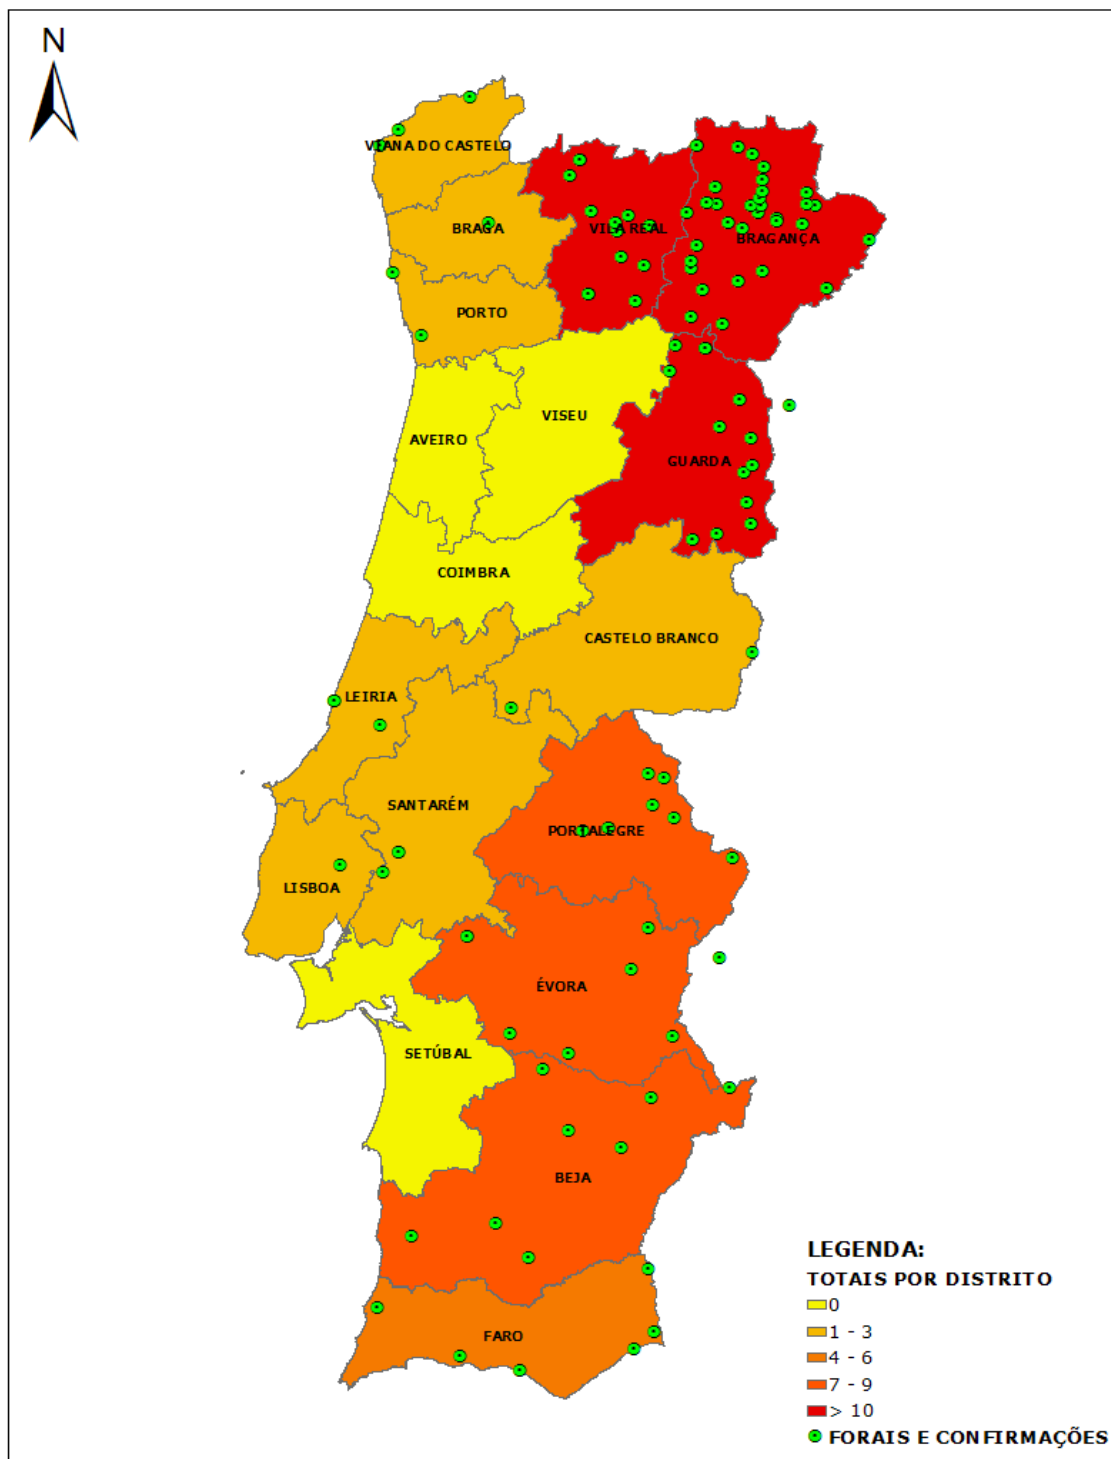 N
VIANA DO CASTELO
BRAGA
VILA REAL
BRAGANÇA
PORTO
VISEU
AVEIRO
GUARDA
COIMBRA
CASTELO BRANCO
LEIRIA
SANTARÉM
PORTALEGRE
LISBOA
ÉVORA
SETÚBAL
BEJA
FARO
LEGENDA:
TOTAIS POR DISTRITO
0
1 - 3
4 - 6
7 - 9
> 10
FORAIS E CONFIRMAÇÕES